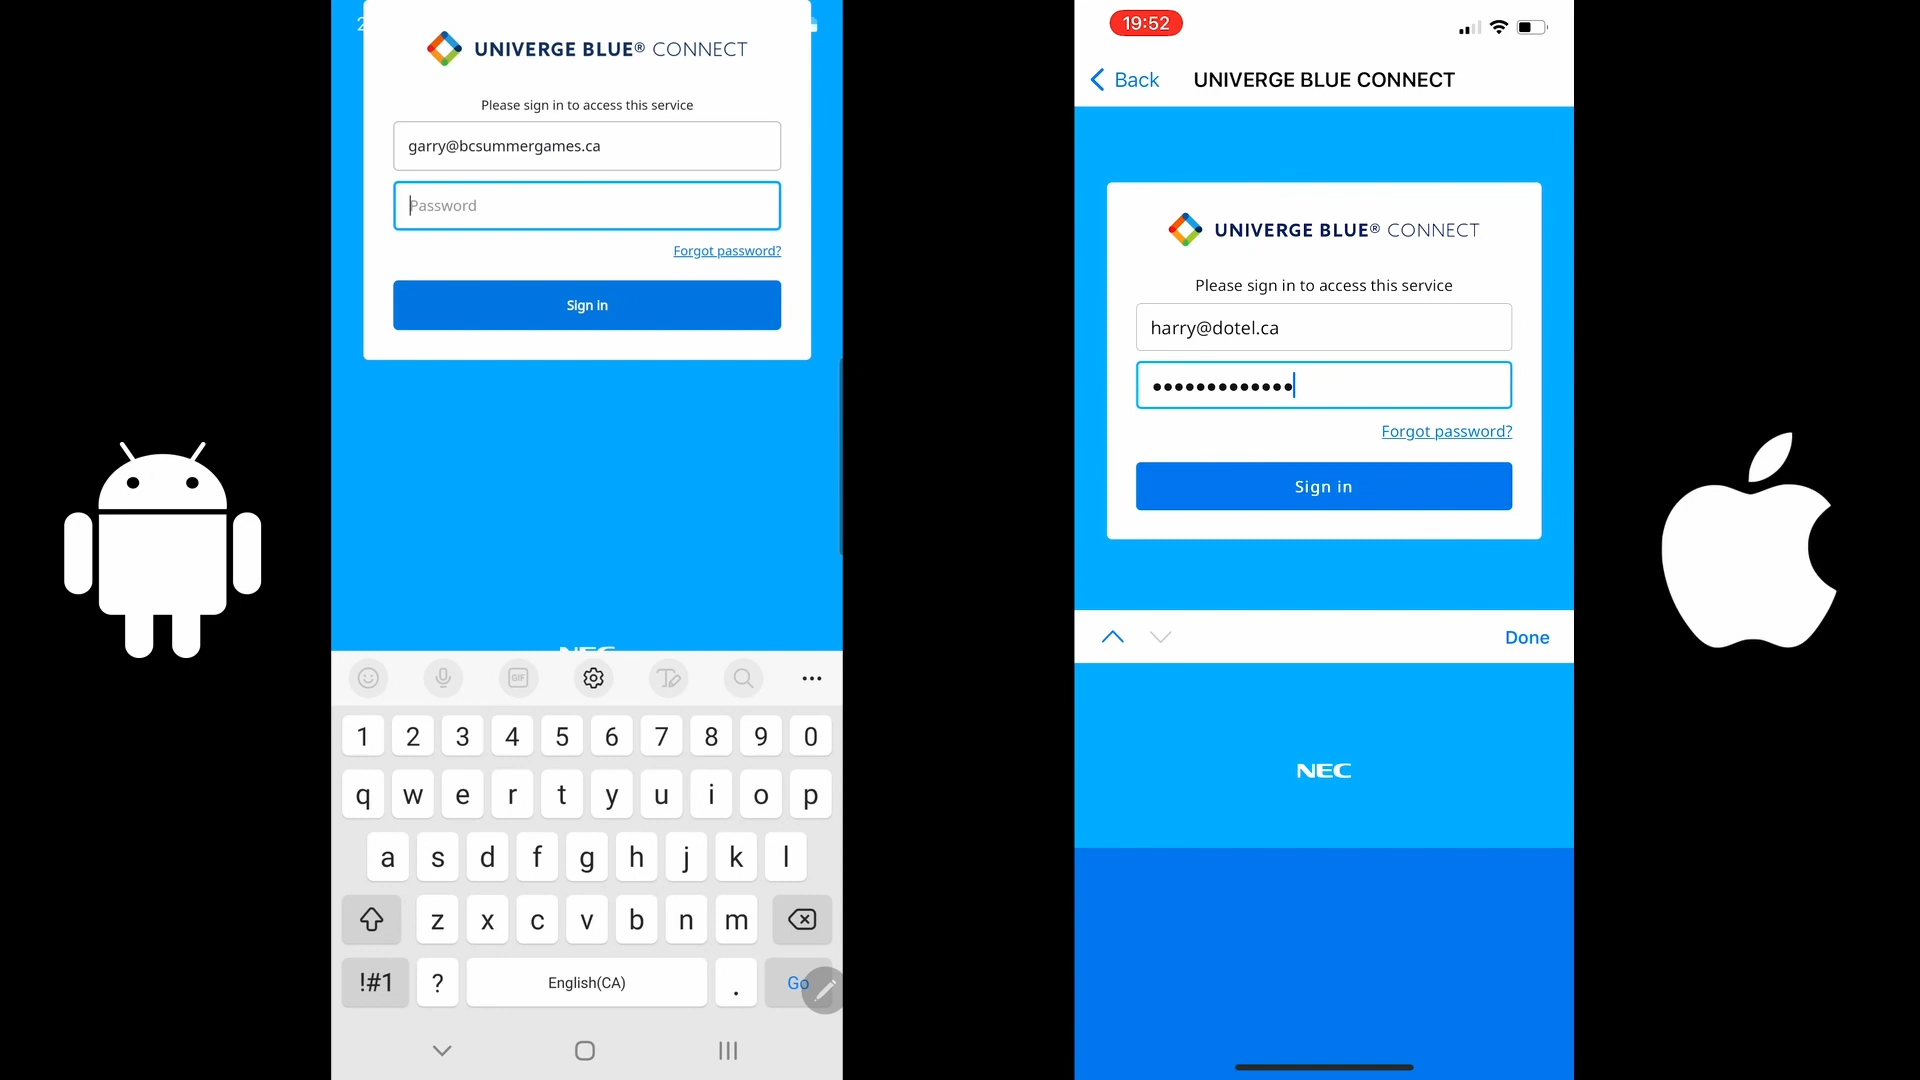 UNIVERGE BLUE® CONNECT
Please sign in to access this service
garry@bcsummergames.ca
Password
Forgot password?
Sign in
NEC
GIF
1 2 3 4 5 6 7 8 9 0
q w e r t y u i o p
a s d f g h j k l
z x c v b n m
!#1 ? English(CA) . Go
19:52
Back UNIVERGE BLUE CONNECT
UNIVERGE BLUE® CONNECT
Please sign in to access this service
harry@dotel.ca
Forgot password?
Sign in
Done
NEC